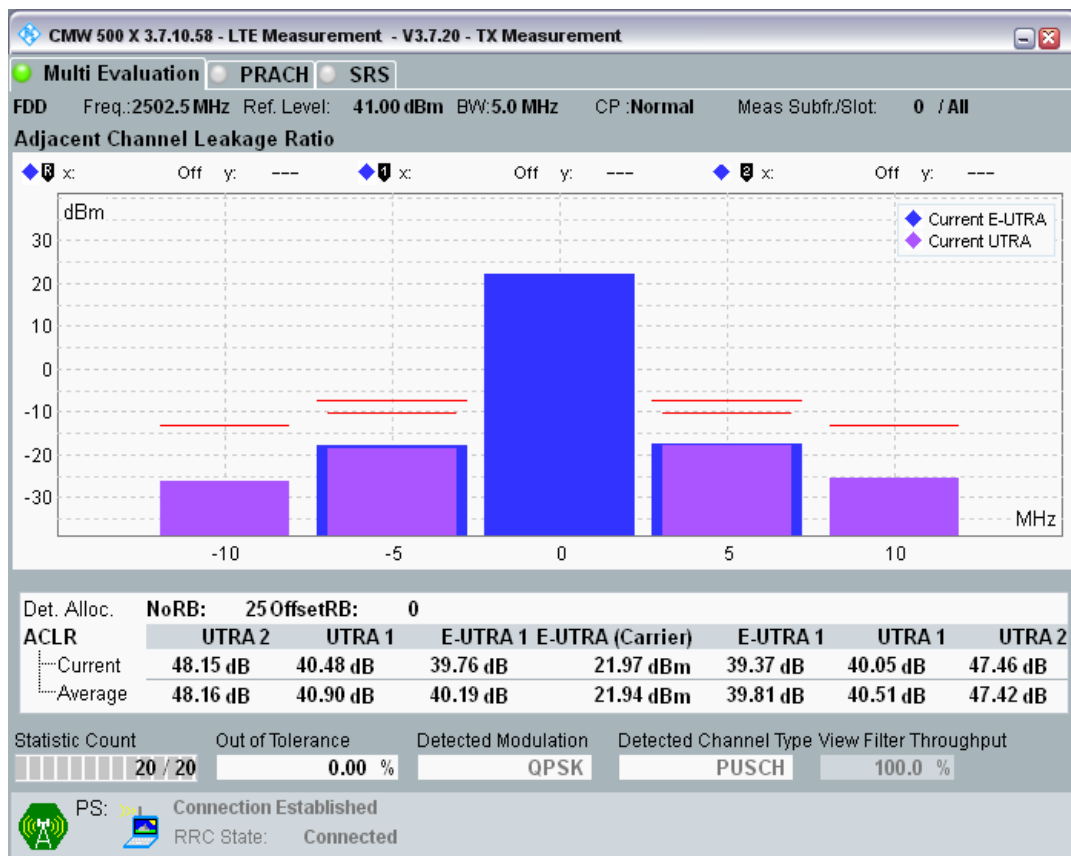 CMW 500 X 3.7.10.58 - LTE Measurement - V3.7.20 - TX Measurement
Multi Evaluation PRACH SRS
FDD Freq.:2502.5 MHz Ref. Level: 41.00 dBm BW:5.0 MHz CP :Normal Meas Subfr./Slot: 0 / All
Adjacent Channel Leakage Ratio
R x: Off y: --- 1 x: Off y: --- 2 x: Off y: ---
dBm
Current E-UTRA
Current UTRA
30
20
10
0
-10
-20
-30
MHz
-10 -5 0 5 10
Det. Alloc. NoRB: 25 OffsetRB: 0
ACLR UTRA 2 UTRA 1 E-UTRA 1 E-UTRA (Carrier) E-UTRA 1 UTRA 1 UTRA 2
Current 48.15 dB 40.48 dB 39.76 dB 21.97 dBm 39.37 dB 40.05 dB 47.46 dB
Average 48.16 dB 40.90 dB 40.19 dB 21.94 dBm 39.81 dB 40.51 dB 47.42 dB
Statistic Count Out of Tolerance Detected Modulation Detected Channel Type View Filter Throughput
20 / 20 0.00 % QPSK PUSCH 100.0 %
PS: Connection Established
RRC State: Connected